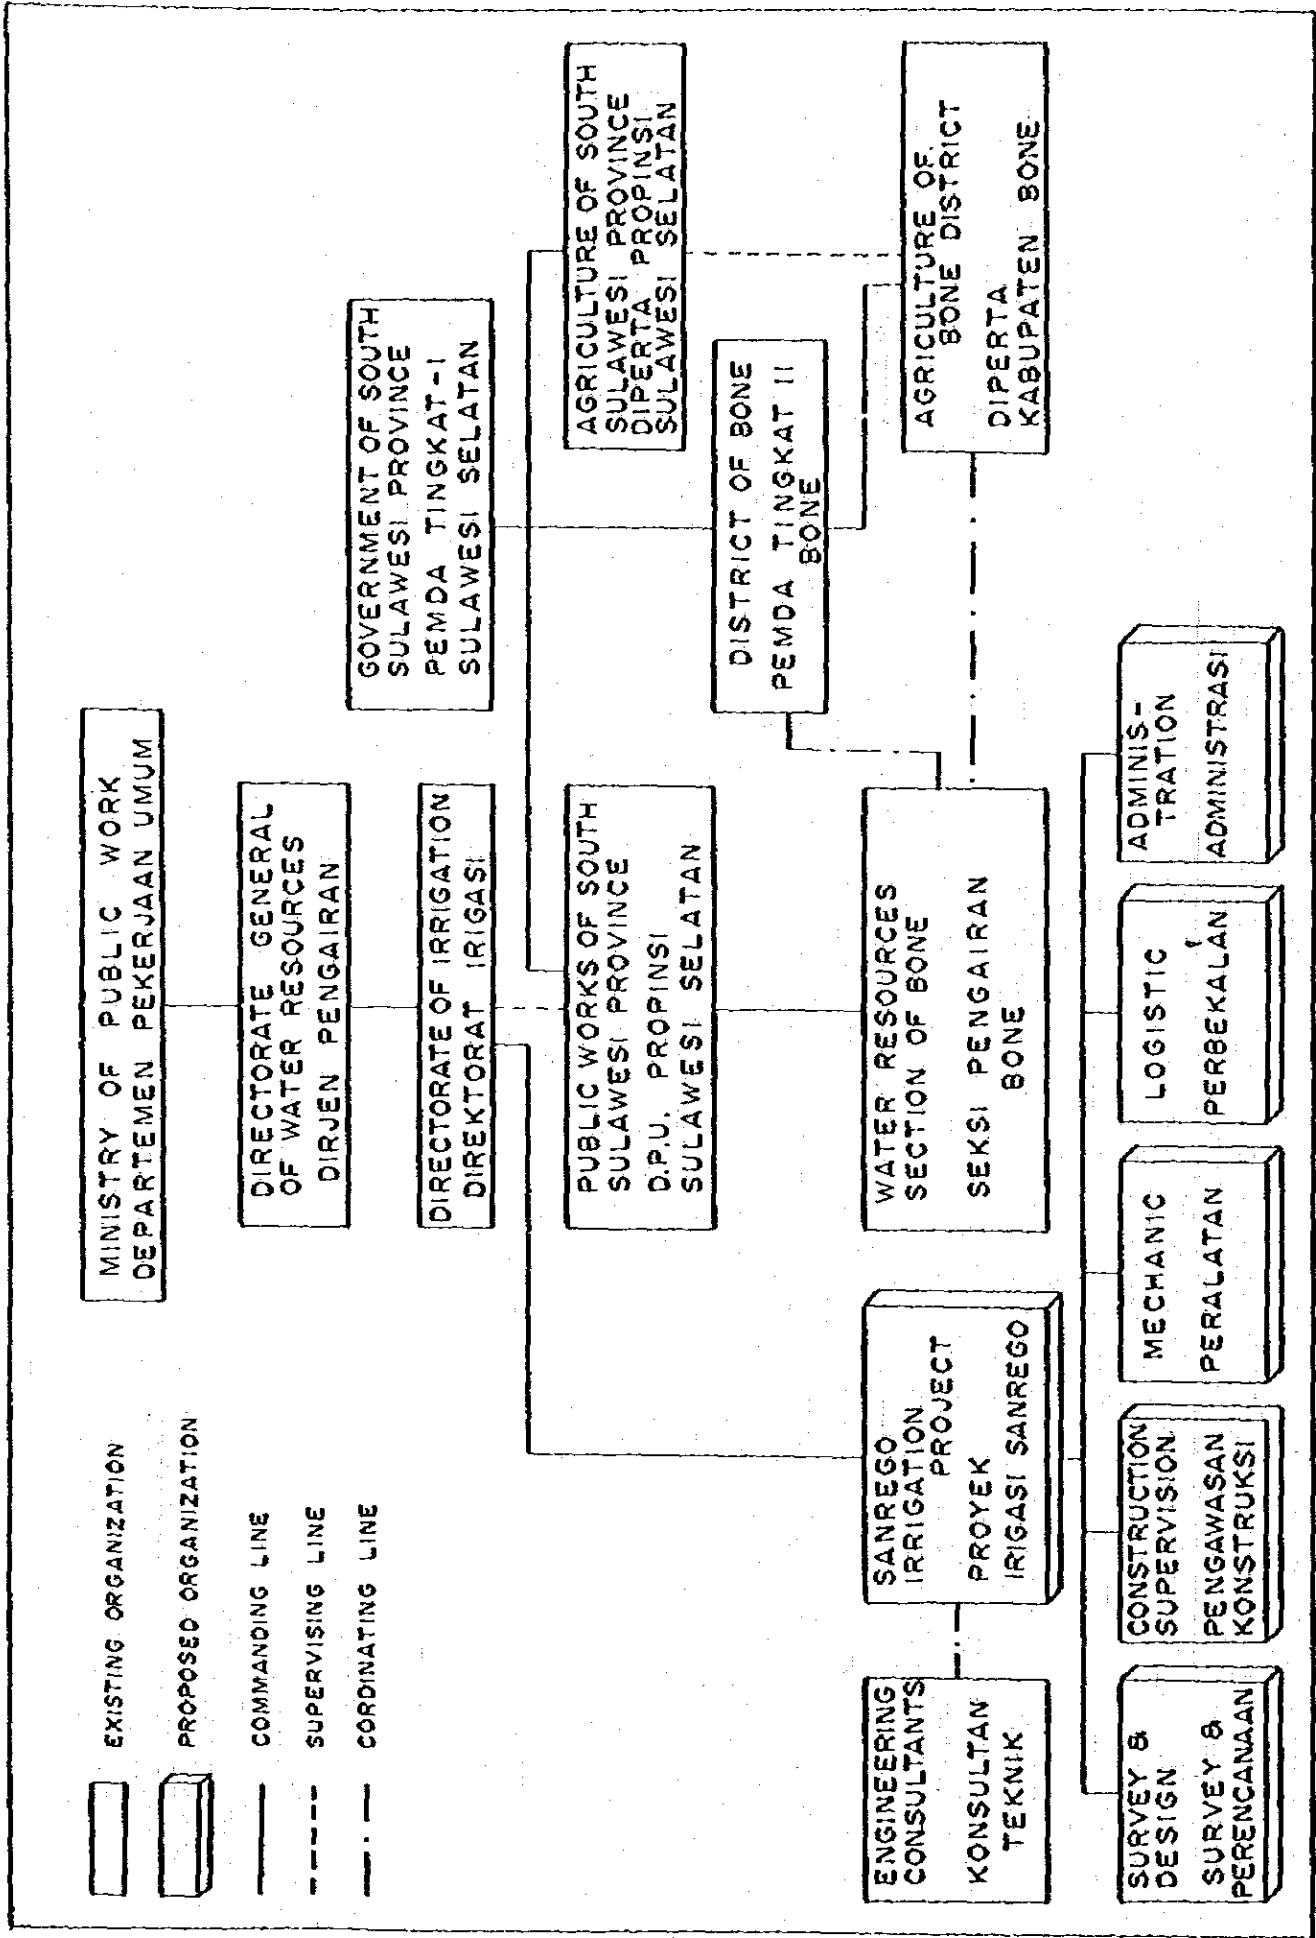 EXISTING ORGANIZATION
PROPOSED ORGANIZATION
COMMANDING LINE
SUPERVISING LINE
CORDINATING LINE
MINISTRY OF PUBLIC WORK
DEPARTEMEN PEKERJAAN UMUM
DIRECTORATE GENERAL
OF WATER RESOURCES
DIRJEN PENGAIRAN
DIRECTORATE OF IRRIGATION
DIREKTORAT IRIGASI
GOVERNMENT OF SOUTH
SULAWESI PROVINCE
PEMDA TINGKAT-I
SULAWESI SELATAN
PUBLIC WORKS OF SOUTH
SULAWESI PROVINCE
D.P.U. PROPINSI
SULAWESI SELATAN
AGRICULTURE OF SOUTH
SULAWESI PROVINCE
DIPERTA PROPINSI
SULAWESI SELATAN
DISTRICT OF BONE
PEMDA TINGKAT II
BONE
ENGINEERING
CONSULTANTS
KONSULTAN
TEKNIK
SANREGO
IRRIGATION
PROJECT
PROYEK
IRIGASI SANREGO
WATER RESOURCES
SECTION OF BONE
SEKSI PENGAIRAN
BONE
AGRICULTURE OF
BONE DISTRICT
DIPERTA
KABUPATEN BONE
SURVEY &
DESIGN
SURVEY &
PERENCANAAN
CONSTRUCTION
SUPERVISION
PENGAWASAN
KONSTRUKSI
MECHANIC
PERALATAN
LOGISTIC
PERBEKALAN
ADMINIS-
TRATION
ADMINISTRASI